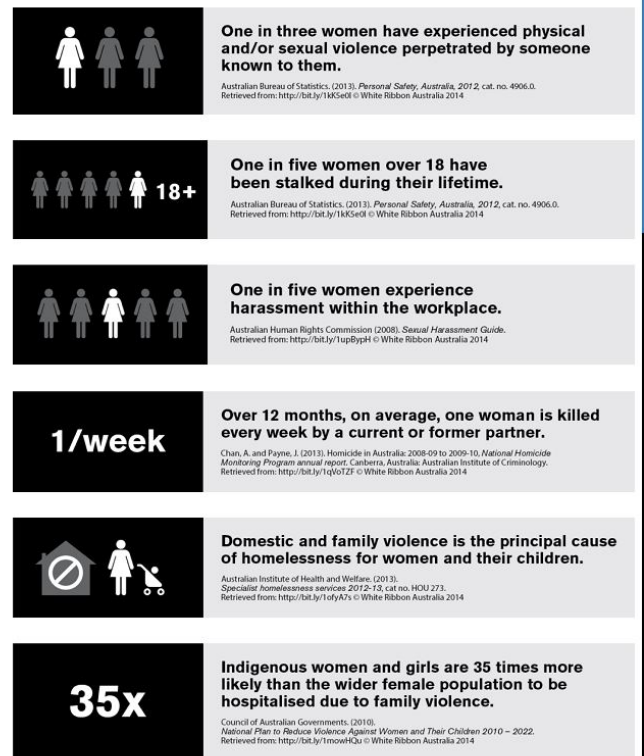 One in three women have experienced physical
and/or sexual violence perpetrated by someone
known to them.
Australian Bureau of Statistics. (2013). Personal Safety, Australia, 2012, cat. no. 4906.0.
Retrieved from: http://bit.ly/1kK5e0I © White Ribbon Australia 2014
18+
One in five women over 18 have
been stalked during their lifetime.
Australian Bureau of Statistics. (2013). Personal Safety, Australia, 2012, cat. no. 4906.0.
Retrieved from: http://bit.ly/1kK5e0I © White Ribbon Australia 2014
One in five women experience
harassment within the workplace.
Australian Human Rights Commission (2008). Sexual Harassment Guide.
Retrieved from: http://bit.ly/1upBypH © White Ribbon Australia 2014
1/week
Over 12 months, on average, one woman is killed
every week by a current or former partner.
Chan, A. and Payne, J. (2013). Homicide in Australia: 2008-09 to 2009-10, National Homicide
Monitoring Program annual report. Canberra, Australia: Australian Institute of Criminology.
Retrieved from: http://bit.ly/1qVoTZF © White Ribbon Australia 2014
Domestic and family violence is the principal cause
of homelessness for women and their children.
Australian Institute of Health and Welfare. (2013).
Specialist homelessness services 2012-13, cat no. HOU 273.
Retrieved from: http://bit.ly/1ofyA7s © White Ribbon Australia 2014
35x
Indigenous women and girls are 35 times more
likely than the wider female population to be
hospitalised due to family violence.
Council of Australian Governments. (2010).
National Plan to Reduce Violence Against Women and Their Children 2010 – 2022.
Retrieved from: http://bit.ly/1mowHQu © White Ribbon Australia 2014